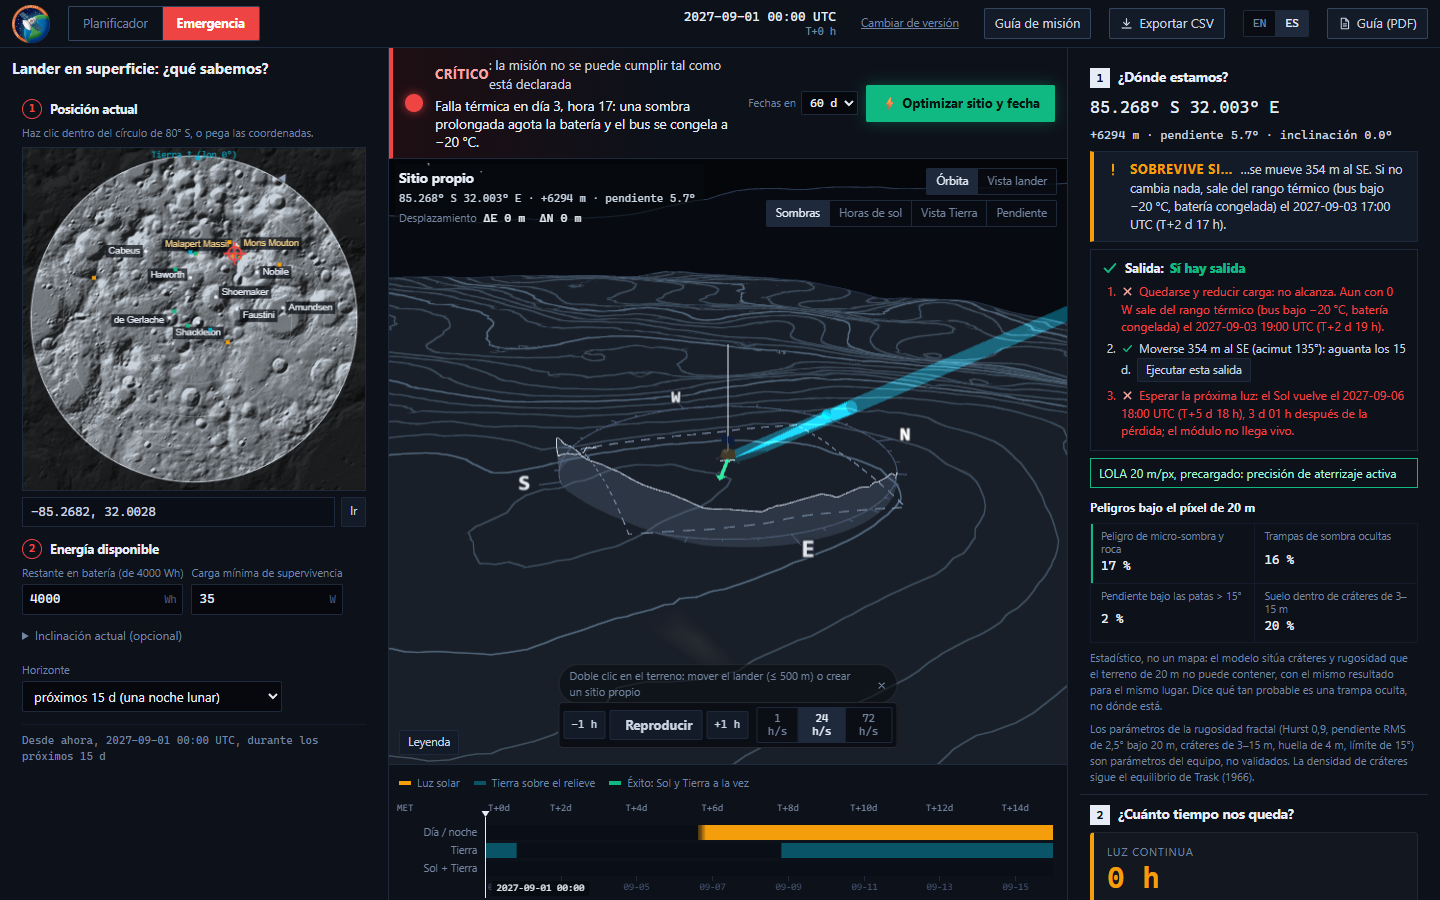 Planificador
Emergencia
2027-09-01 00:00 UTC
T+0 h
Cambiar de versión
Guía de misión
Exportar CSV
EN
ES
Guía (PDF)
Lander en superficie: ¿qué sabemos?
1 Posición actual
Haz clic dentro del círculo de 80° S, o pega las coordenadas.
Tierra ↑ (lon 0°)
Malapert Massif
Mons Mouton
Cabeus
Haworth
Nobile
Shoemaker
Amundsen
Faustini
de Gerlache
Shackleton
−85.2682, 32.0028
Ir
2 Energía disponible
Restante en batería (de 4000 Wh)
Carga mínima de supervivencia
4000 Wh
35 W
▶ Inclinación actual (opcional)
Horizonte
próximos 15 d (una noche lunar)
Desde ahora, 2027-09-01 00:00 UTC, durante los
próximos 15 d
CRÍTICO: la misión no se puede cumplir tal como
está declarada
Falla térmica en día 3, hora 17: una sombra
prolongada agota la batería y el bus se congela a
−20 °C.
Fechas en
60 d
Optimizar sitio y fecha
Sitio propio
85.268° S 32.003° E · +6294 m · pendiente 5.7°
Desplazamiento ΔE 0 m ΔN 0 m
Órbita
Vista lander
Sombras
Horas de sol
Vista Tierra
Pendiente
W
N
S
E
Doble clic en el terreno: mover el lander (≤ 500 m) o crear
un sitio propio
×
−1 h
Reproducir
+1 h
1 h/s
24 h/s
72 h/s
Leyenda
Luz solar
Tierra sobre el relieve
Éxito: Sol y Tierra a la vez
MET
T+0d
T+2d
T+4d
T+6d
T+8d
T+10d
T+12d
T+14d
Día / noche
Tierra
Sol + Tierra
2027-09-01 00:00
09-05
09-07
09-09
09-11
09-13
09-15
1 ¿Dónde estamos?
85.268° S 32.003° E
+6294 m · pendiente 5.7° · inclinación 0.0°
! SOBREVIVE SI... ...se mueve 354 m al SE. Si no
cambia nada, sale del rango térmico (bus bajo
−20 °C, batería congelada) el 2027-09-03 17:00
UTC (T+2 d 17 h).
✓ Salida: Sí hay salida
1. ✕ Quedarse y reducir carga: no alcanza. Aun con 0
W sale del rango térmico (bus bajo −20 °C, batería
congelada) el 2027-09-03 19:00 UTC (T+2 d 19 h).
2. ✓ Moverse 354 m al SE (acimut 135°): aguanta los 15
d. Ejecutar esta salida
3. ✕ Esperar la próxima luz: el Sol vuelve el 2027-09-06
18:00 UTC (T+5 d 18 h), 3 d 01 h después de la
pérdida; el módulo no llega vivo.
LOLA 20 m/px, precargado: precisión de aterrizaje activa
Peligros bajo el píxel de 20 m
Peligro de micro-sombra y
roca
17 %
Trampas de sombra ocultas
16 %
Pendiente bajo las patas > 15°
2 %
Suelo dentro de cráteres de 3–
15 m
20 %
Estadístico, no un mapa: el modelo sitúa cráteres y rugosidad que
el terreno de 20 m no puede contener, con el mismo resultado
para el mismo lugar. Dice qué tan probable es una trampa oculta,
no dónde está.
Los parámetros de la rugosidad fractal (Hurst 0,9, pendiente RMS
de 2,5° bajo 20 m, cráteres de 3–15 m, huella de 4 m, límite de 15°)
son parámetros del equipo, no validados. La densidad de cráteres
sigue el equilibrio de Trask (1966).
2 ¿Cuánto tiempo nos queda?
LUZ CONTINUA
0 h